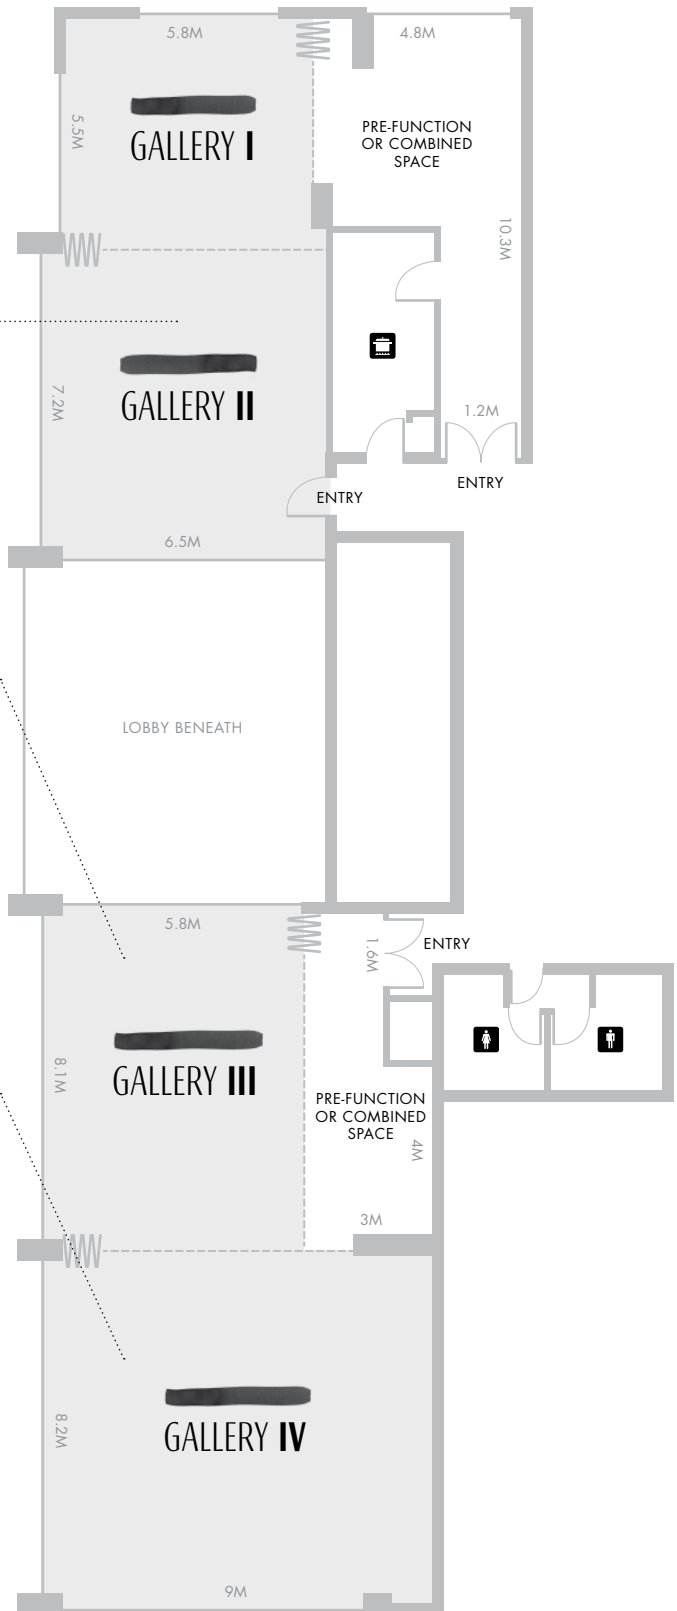 5.8M
4.8M
5.5M
GALLERY I
PRE-FUNCTION
OR COMBINED
SPACE
10.3M
7.2M
GALLERY II
1.2M
ENTRY
ENTRY
6.5M
LOBBY BENEATH
5.8M
1.6M
ENTRY
8.1M
GALLERY III
PRE-FUNCTION
OR COMBINED
SPACE
4M
3M
8.2M
GALLERY IV
9M